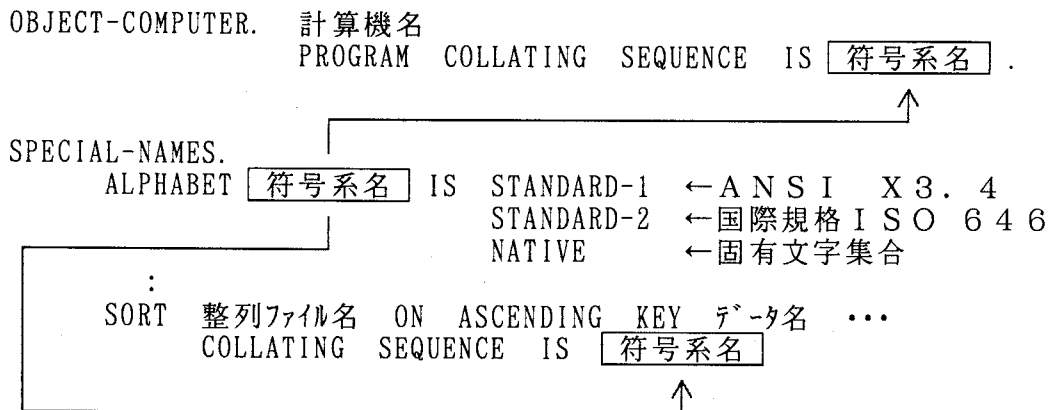 OBJECT-COMPUTER. 計算機名
PROGRAM COLLATING SEQUENCE IS 符号系名 .
SPECIAL-NAMES.
ALPHABET 符号系名 IS STANDARD-1 ←ANSI X3.4
STANDARD-2 ←国際規格ISO 646
NATIVE ←固有文字集合
:
SORT 整列ファイル名 ON ASCENDING KEY データ名 ・・・
COLLATING SEQUENCE IS 符号系名